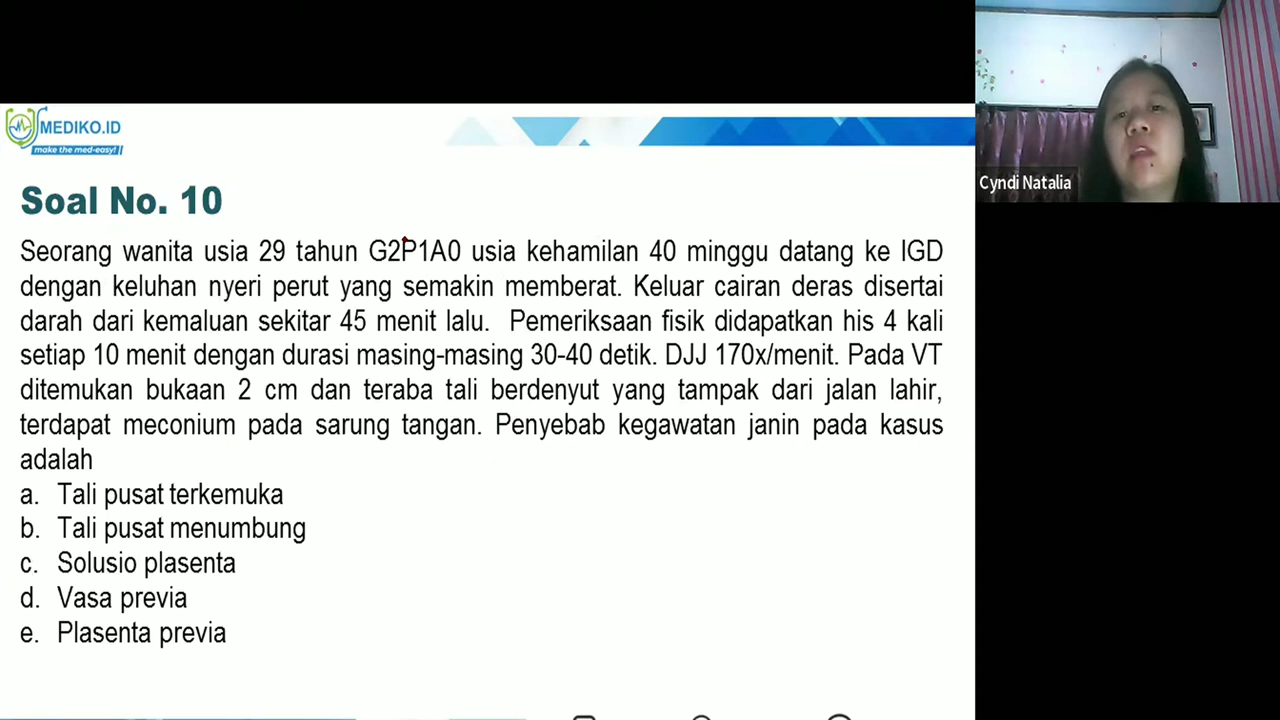 MEDIKO.ID
make the med-easy!
Cyndi Natalia
Soal No. 10
Seorang wanita usia 29 tahun G2P1A0 usia kehamilan 40 minggu datang ke IGD
dengan keluhan nyeri perut yang semakin memberat. Keluar cairan deras disertai
darah dari kemaluan sekitar 45 menit lalu. Pemeriksaan fisik didapatkan his 4 kali
setiap 10 menit dengan durasi masing-masing 30-40 detik. DJJ 170x/menit. Pada VT
ditemukan bukaan 2 cm dan teraba tali berdenyut yang tampak dari jalan lahir,
terdapat meconium pada sarung tangan. Penyebab kegawatan janin pada kasus
adalah
a. Tali pusat terkemuka
b. Tali pusat menumbung
c. Solusio plasenta
d. Vasa previa
e. Plasenta previa